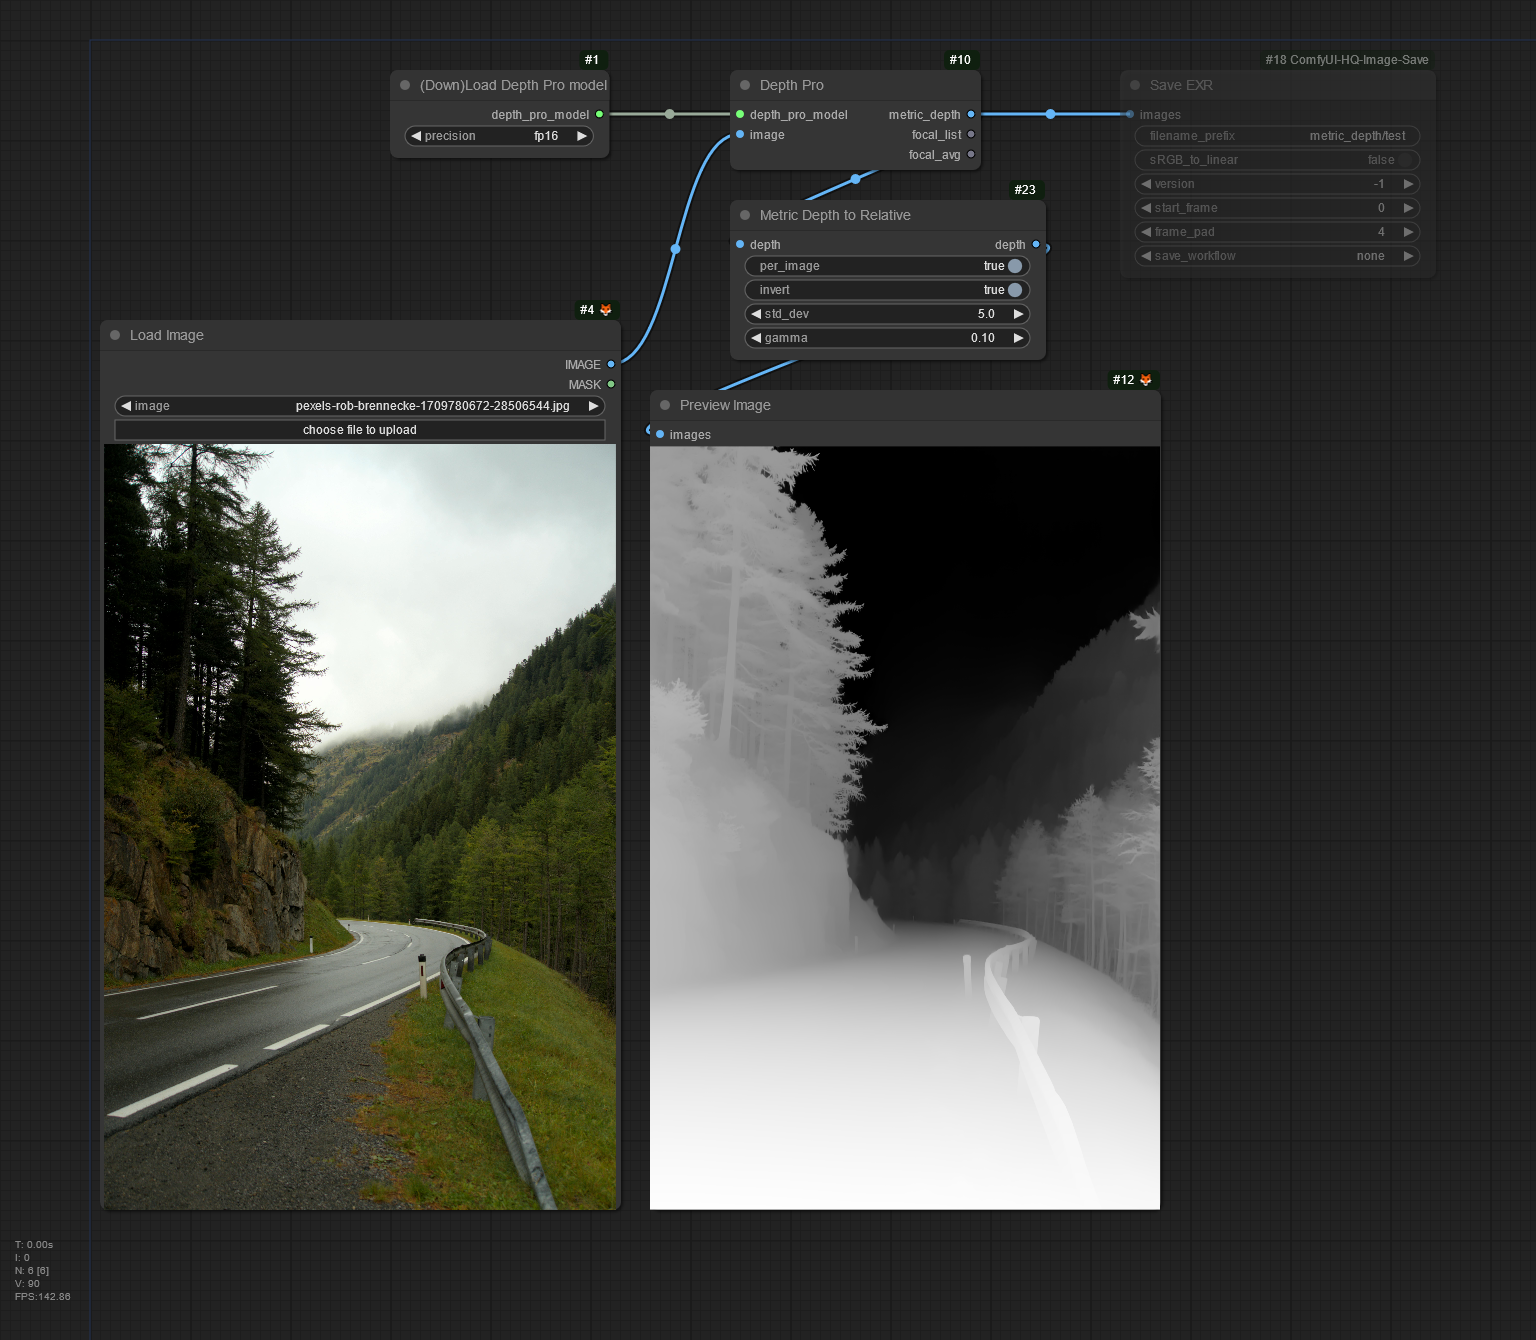 #1
(Down)Load Depth Pro model
depth_pro_model
precision fp16
#10
Depth Pro
depth_pro_model metric_depth
image focal_list
focal_avg
#18 ComfyUI-HQ-Image-Save
Save EXR
images
filename_prefix metric_depth/test
sRGB_to_linear false
version -1
start_frame 0
frame_pad 4
save_workflow none
#23
Metric Depth to Relative
depth depth
per_image true
invert true
std_dev 5.0
gamma 0.10
#4
Load Image
IMAGE
MASK
image pexels-rob-brennecke-1709780672-28506544.jpg
choose file to upload
#12
Preview Image
images
T: 0.00s
I: 0
N: 6 [6]
V: 90
FPS:142.86